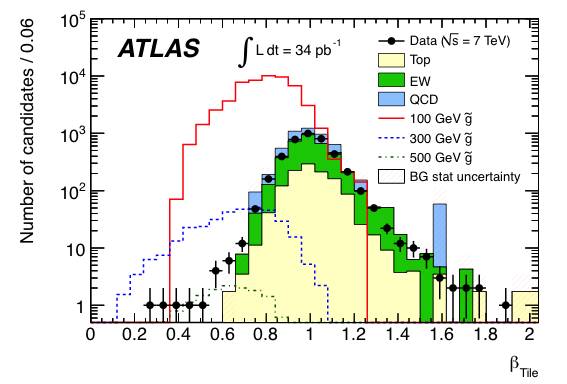 ATLAS
∫ L dt = 34 pb⁻¹
Data (√s = 7 TeV)
Top
EW
QCD
100 GeV g̃
300 GeV g̃
500 GeV g̃
BG stat uncertainty
Number of candidates / 0.06
10⁵
10⁴
10³
10²
10
1
0 0.2 0.4 0.6 0.8 1 1.2 1.4 1.6 1.8 2
β_Tile